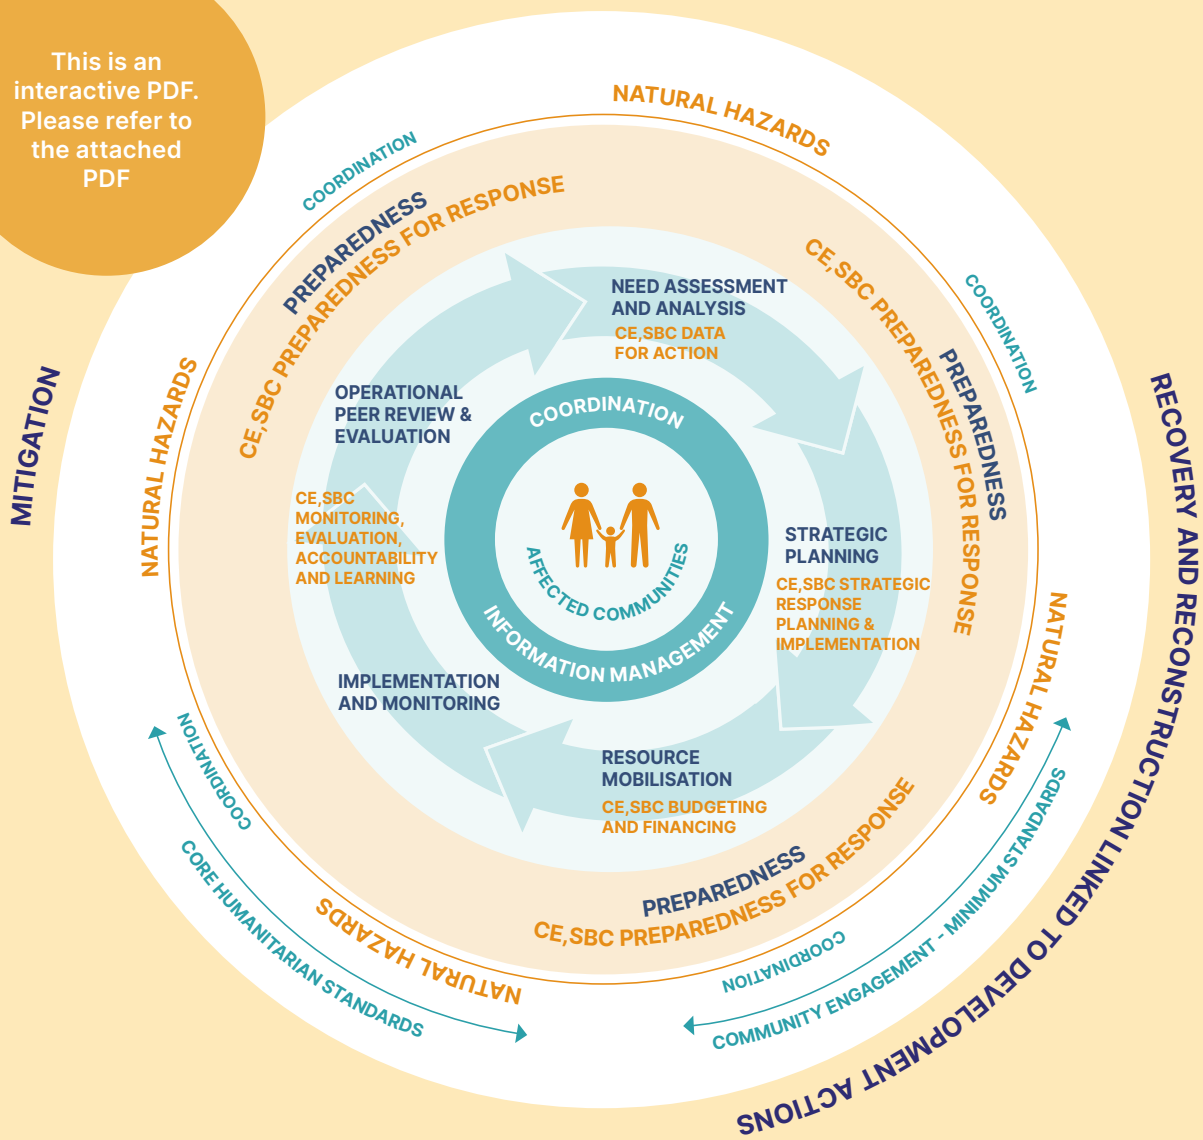 This is an
interactive PDF.
Please refer to
the attached
PDF
NATURAL HAZARDS
COORDINATION
PREPAREDNESS
CE,SBC PREPAREDNESS FOR RESPONSE
CE,SBC PREPAREDNESS FOR RESPONSE
PREPAREDNESS
COORDINATION
NATURAL HAZARDS
MITIGATION
RECOVERY AND RECONSTRUCTION LINKED TO DEVELOPMENT ACTIONS
NEED ASSESSMENT
AND ANALYSIS
CE,SBC DATA
FOR ACTION
OPERATIONAL
PEER REVIEW &
EVALUATION
CE,SBC
MONITORING,
EVALUATION,
ACCOUNTABILITY
AND LEARNING
COORDINATION
AFFECTED COMMUNITIES
INFORMATION MANAGEMENT
STRATEGIC
PLANNING
CE,SBC STRATEGIC
RESPONSE
PLANNING &
IMPLEMENTATION
IMPLEMENTATION
AND MONITORING
RESOURCE
MOBILISATION
CE,SBC BUDGETING
AND FINANCING
NATURAL HAZARDS
PREPAREDNESS
CE,SBC PREPAREDNESS FOR RESPONSE
COORDINATION
CORE HUMANITARIAN STANDARDS
NATURAL HAZARDS
COORDINATION
COMMUNITY ENGAGEMENT - MINIMUM STANDARDS